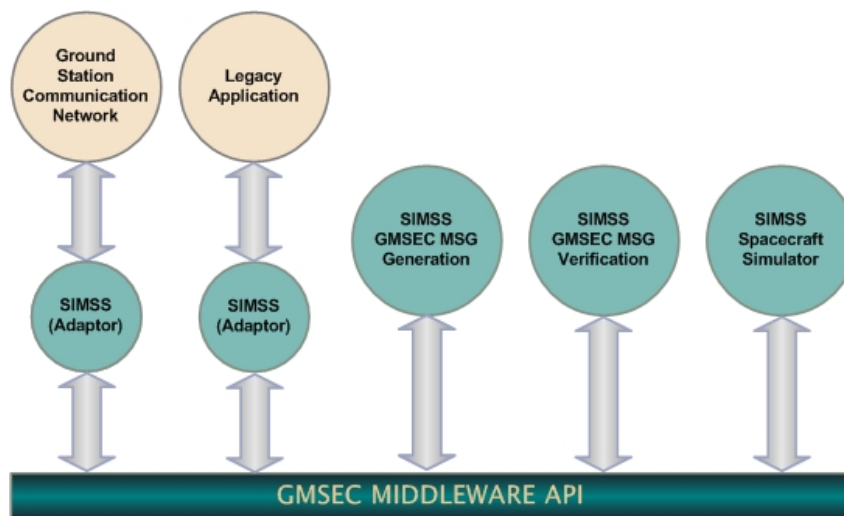 Ground
Station
Communication
Network
Legacy
Application
SIMSS
GMSEC MSG
Generation
SIMSS
GMSEC MSG
Verification
SIMSS
Spacecraft
Simulator
SIMSS
(Adaptor)
SIMSS
(Adaptor)
GMSEC MIDDLEWARE API